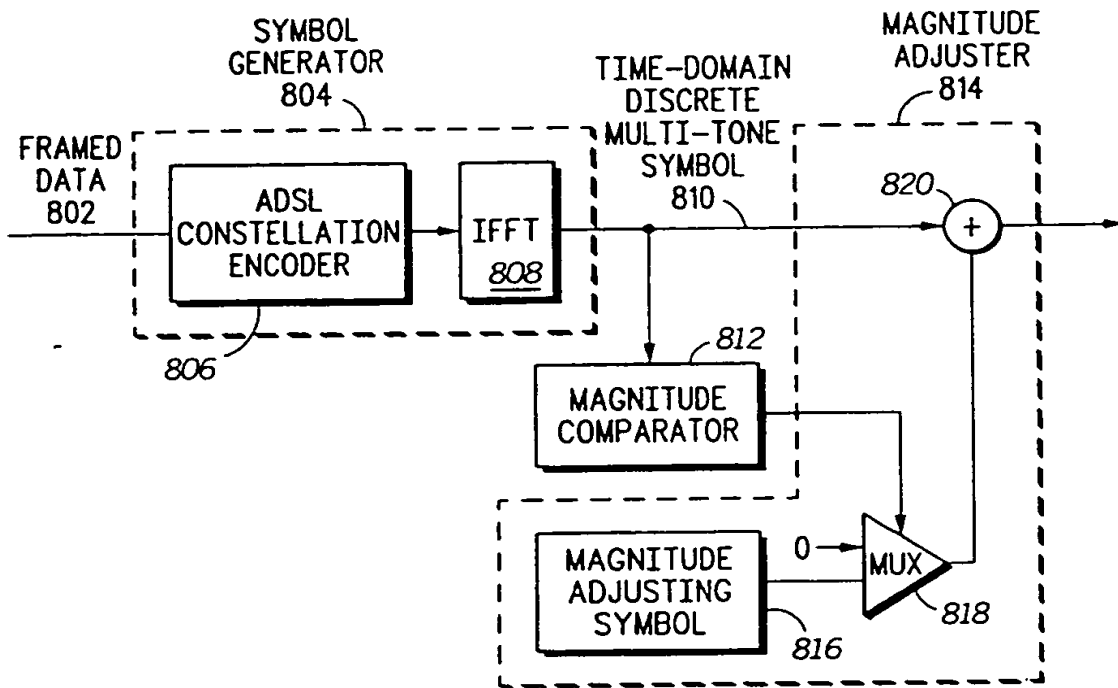 SYMBOL
GENERATOR
804
MAGNITUDE
ADJUSTER
814
TIME-DOMAIN
DISCRETE
MULTI-TONE
SYMBOL
810
FRAMED
DATA
802
ADSL
CONSTELLATION
ENCODER
IFFT
808
820
+
806
812
MAGNITUDE
COMPARATOR
0
MUX
818
MAGNITUDE
ADJUSTING
SYMBOL
816